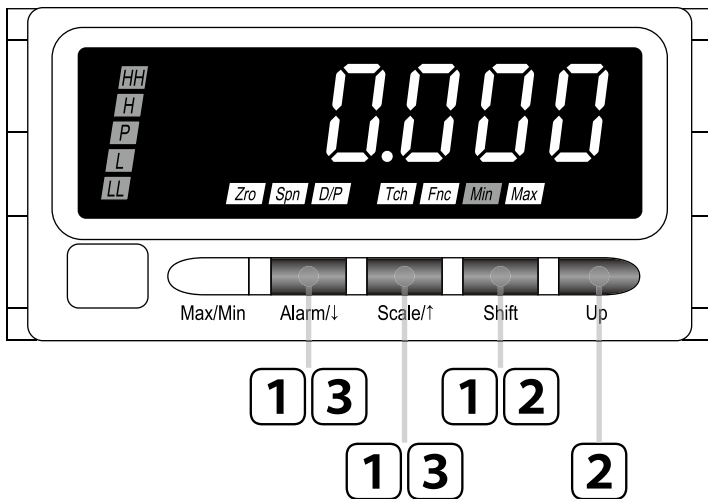 HH
0.000
H
P
L
LL
Zro Spn D/P Tch Fnc Min Max
Max/Min Alarm/↓ Scale/↑ Shift Up
1 3 1 2
1 3 2